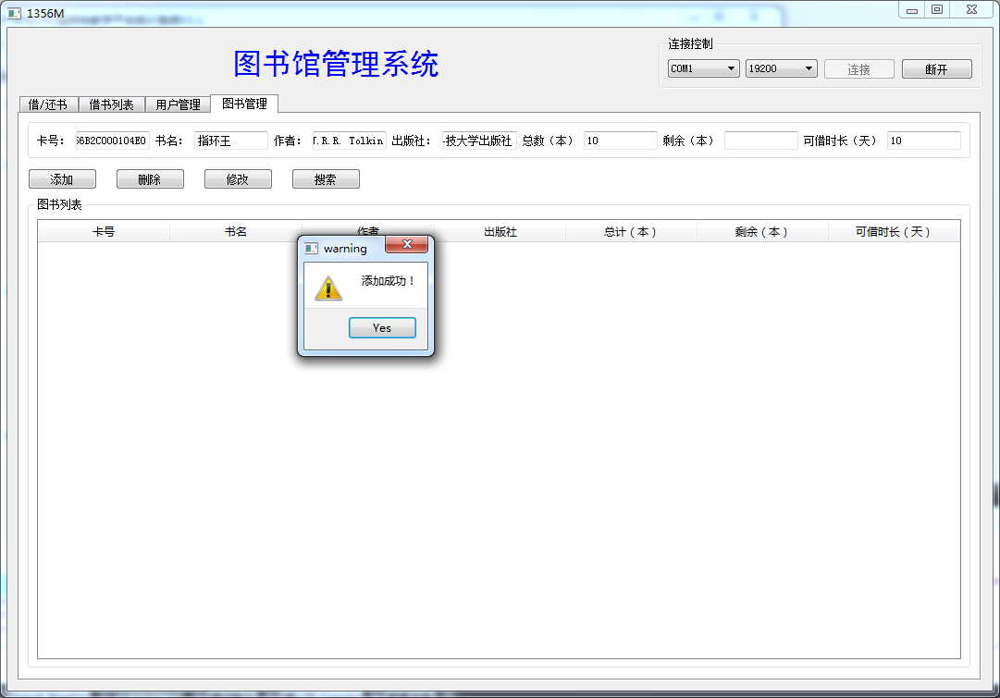 1356M
图书馆管理系统
连接控制
COM1 19200 连接 断开
借/还书 借书列表 用户管理 图书管理
卡号: 56B2C000104E0 书名: 指环王 作者: .R.R. Tolkin 出版社: 技大学出版社 总数（本） 10 剩余（本） 可借时长（天） 10
添加 删除 修改 搜索
图书列表
卡号 书名 作者 出版社 总计（本） 剩余（本） 可借时长（天）
warning
添加成功！
Yes